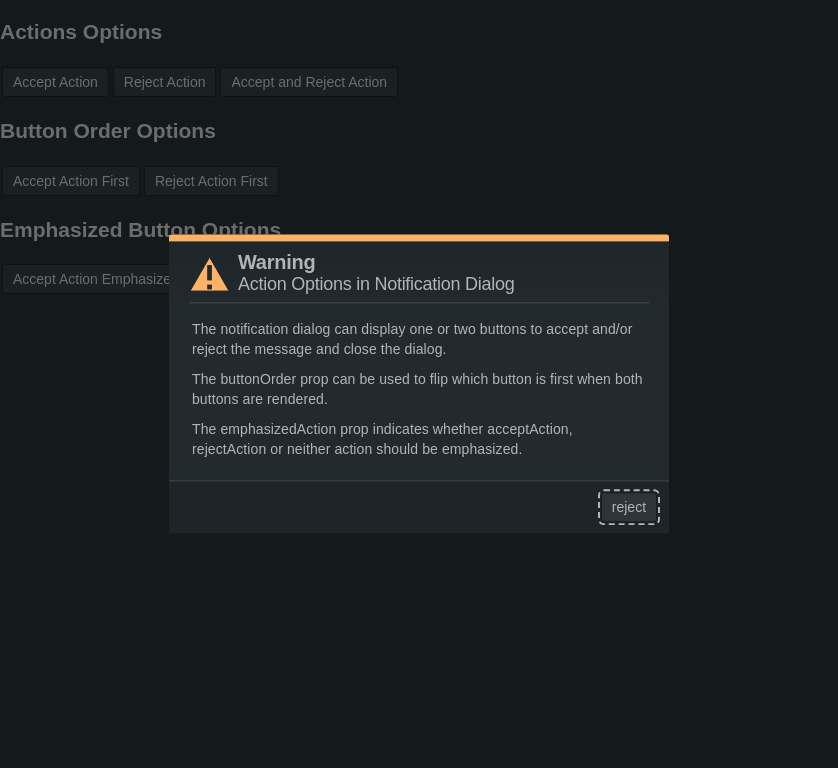 Actions Options
Accept Action
Reject Action
Accept and Reject Action
Button Order Options
Accept Action First
Reject Action First
Emphasized Button Options
Accept Action Emphasize
Warning
Action Options in Notification Dialog
The notification dialog can display one or two buttons to accept and/or
reject the message and close the dialog.
The buttonOrder prop can be used to flip which button is first when both
buttons are rendered.
The emphasizedAction prop indicates whether acceptAction,
rejectAction or neither action should be emphasized.
reject